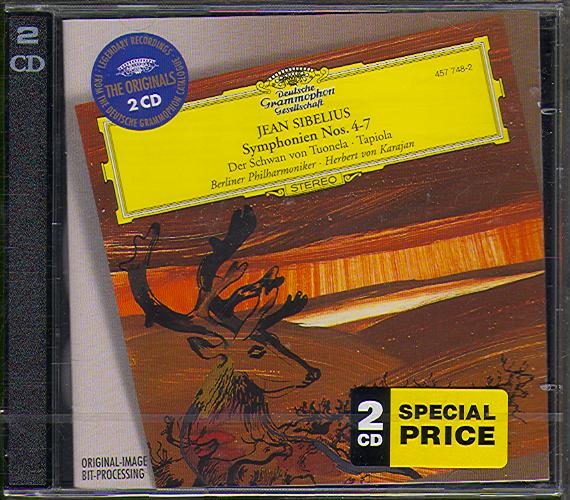 2
CD
LEGENDARY RECORDINGS
FROM THE DEUTSCHE GRAMMOPHON CATALOGUE
THE ORIGINALS
2 CD
457 748-2
Deutsche
Grammophon
Gesellschaft
JEAN SIBELIUS
Symphonien Nos. 4-7
Der Schwan von Tuonela · Tapiola
Berliner Philharmoniker · Herbert von Karajan
STEREO
2
CD
SPECIAL
PRICE
ORIGINAL-IMAGE
BIT-PROCESSING